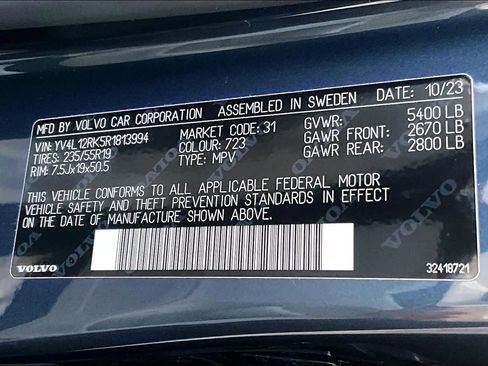 MFD BY VOLVO CAR CORPORATION ASSEMBLED IN SWEDEN DATE: 10/23
VIN: YV4L12RK5R1813994 MARKET CODE: 31 GVWR: 5400 LB
TIRES: 235/55R19 COLOUR: 723 GAWR FRONT: 2670 LB
RIM: 7.5Jx19x50.5 TYPE: MPV GAWR REAR: 2800 LB
THIS VEHICLE CONFORMS TO ALL APPLICABLE FEDERAL MOTOR
VEHICLE SAFETY AND THEFT PREVENTION STANDARDS IN EFFECT
ON THE DATE OF MANUFACTURE SHOWN ABOVE.
VOLVO
VOLVO
VOLVO
VOLVO
32418721